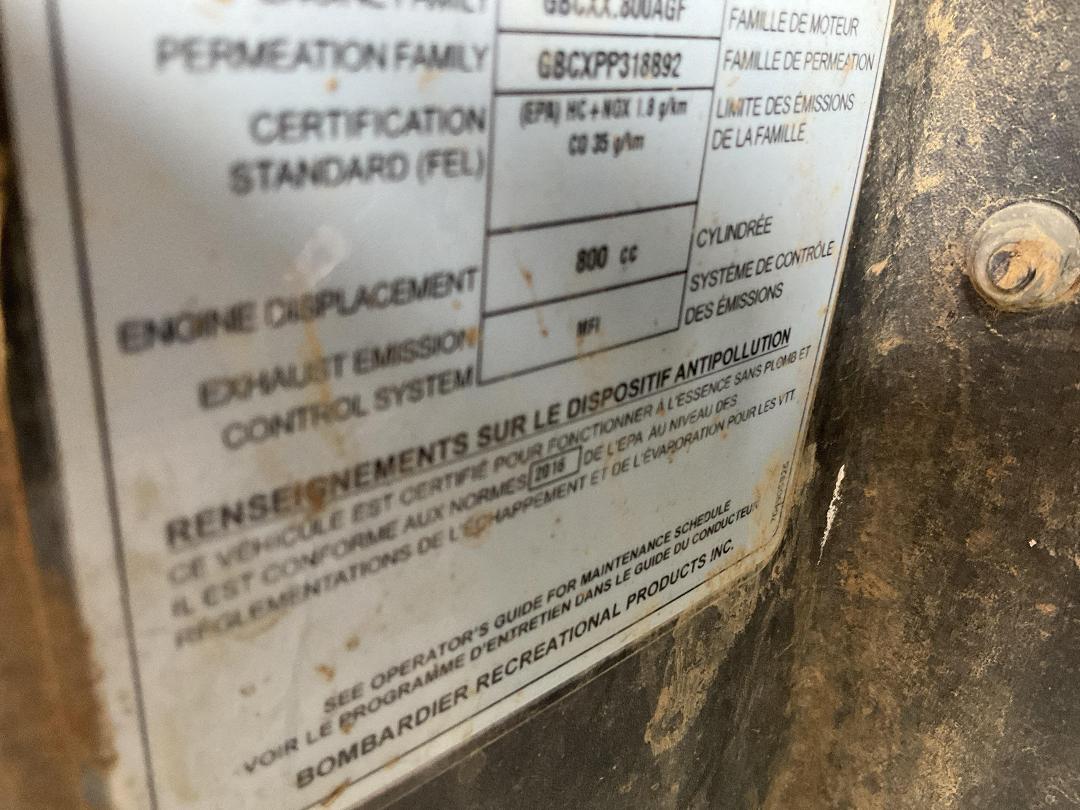 ENGINE FAMILY GBCXX.800AGF FAMILLE DE MOTEUR
PERMEATION FAMILY GBCXPP318892 FAMILLE DE PERMEATION
CERTIFICATION (EPA) HC+NOX 1.8 g/km LIMITE DES ÉMISSIONS
STANDARD (FEL) CO 35 g/km DE LA FAMILLE
ENGINE DISPLACEMENT 800 cc CYLINDRÉE
EXHAUST EMISSION MFI SYSTÈME DE CONTRÔLE
CONTROL SYSTEM DES ÉMISSIONS
RENSEIGNEMENTS SUR LE DISPOSITIF ANTIPOLLUTION
CE VÉHICULE EST CERTIFIÉ POUR FONCTIONNER À L'ESSENCE SANS PLOMB ET
IL EST CONFORME AUX NORMES 2016 DE L'EPA AU NIVEAU DES
RÉGLEMENTATIONS DE L'ÉCHAPPEMENT ET DE L'ÉVAPORATION POUR LES VTT.
SEE OPERATOR'S GUIDE FOR MAINTENANCE SCHEDULE
VOIR LE PROGRAMME D'ENTRETIEN DANS LE GUIDE DU CONDUCTEUR
BOMBARDIER RECREATIONAL PRODUCTS INC.